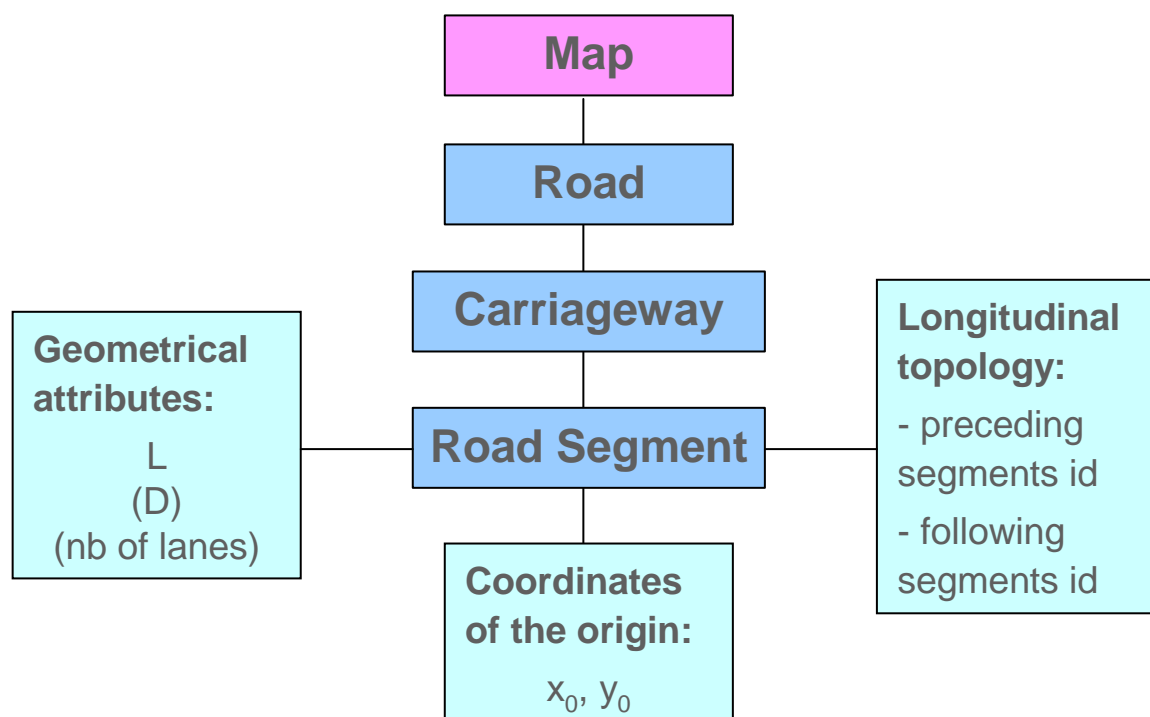 Map
Road
Carriageway
Geometrical
attributes:
L
(D)
(nb of lanes)
Road Segment
Longitudinal
topology:
- preceding
segments id
- following
segments id
Coordinates
of the origin:
x₀, y₀